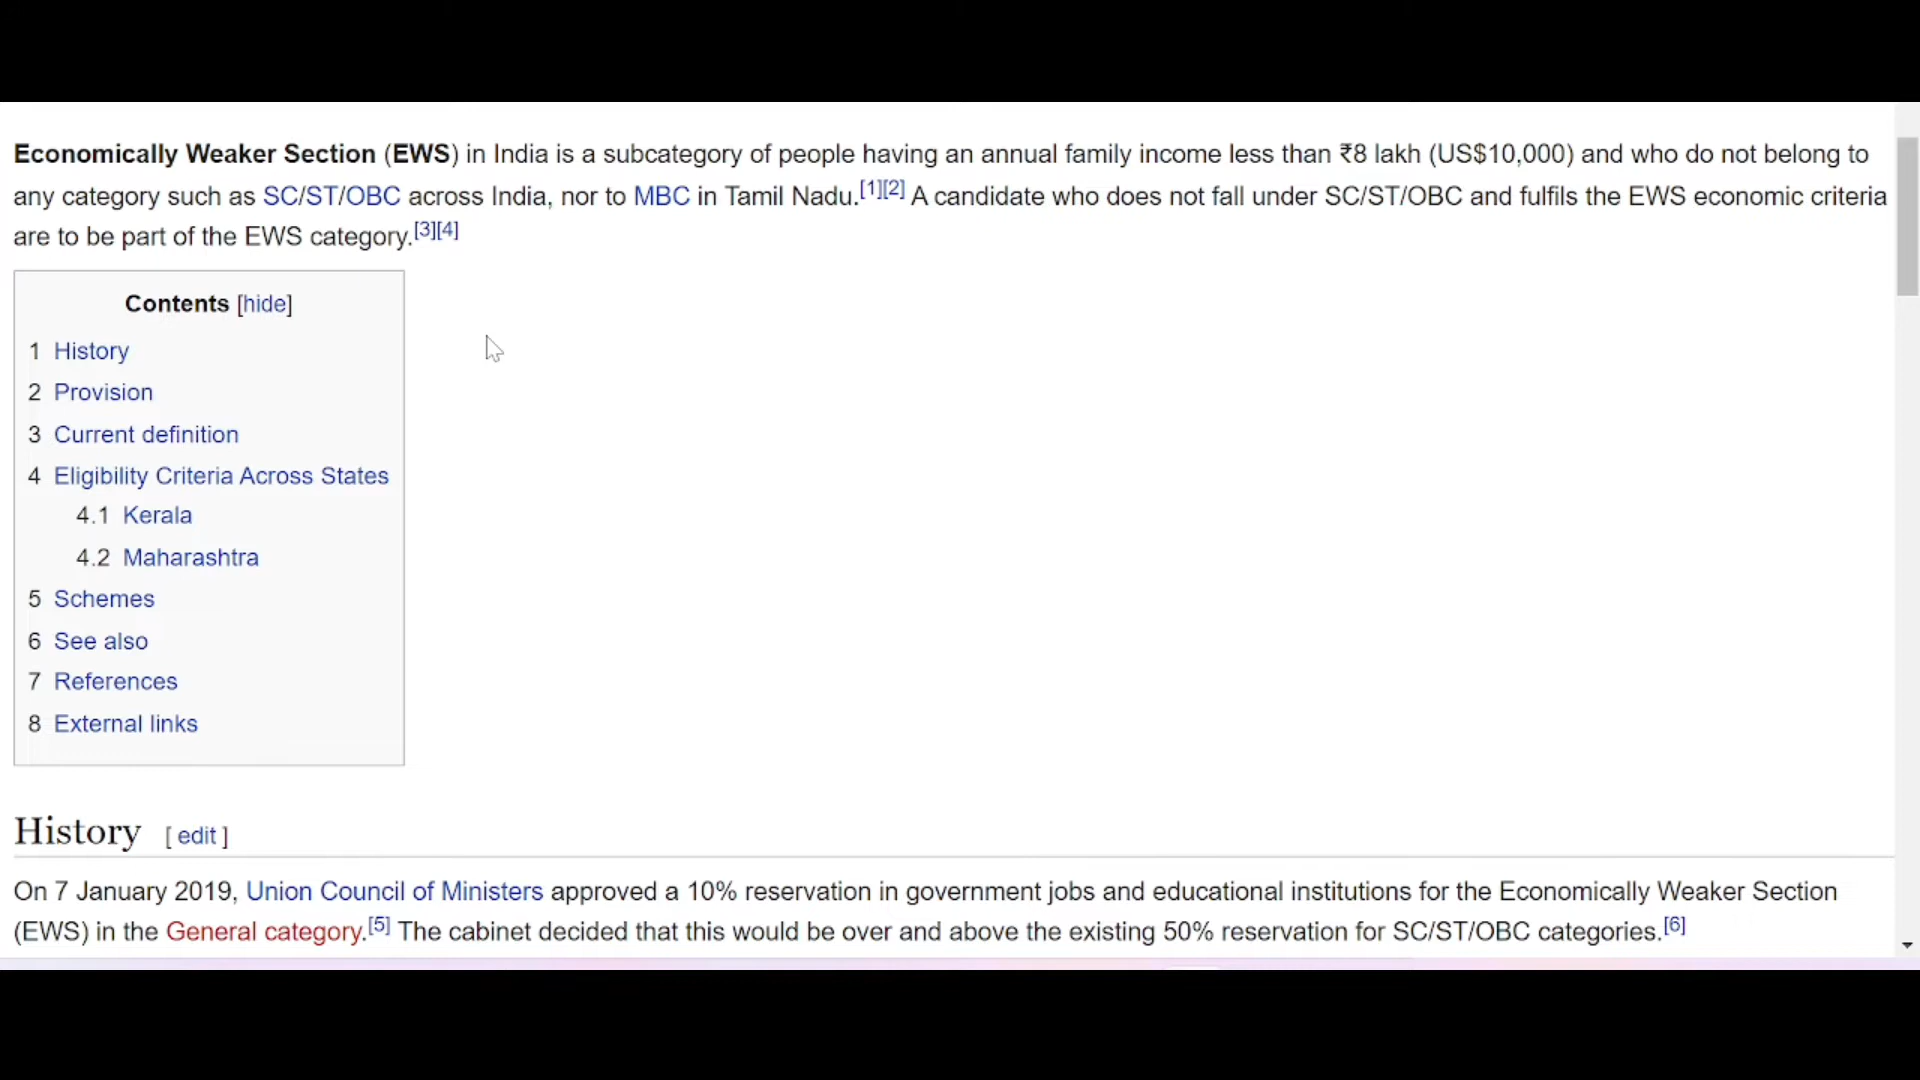 Economically Weaker Section (EWS) in India is a subcategory of people having an annual family income less than ₹8 lakh (US$10,000) and who do not belong to
any category such as SC/ST/OBC across India, nor to MBC in Tamil Nadu.[1][2] A candidate who does not fall under SC/ST/OBC and fulfils the EWS economic criteria
are to be part of the EWS category.[3][4]
Contents [hide]
1 History
2 Provision
3 Current definition
4 Eligibility Criteria Across States
4.1 Kerala
4.2 Maharashtra
5 Schemes
6 See also
7 References
8 External links
History [ edit ]
On 7 January 2019, Union Council of Ministers approved a 10% reservation in government jobs and educational institutions for the Economically Weaker Section
(EWS) in the General category.[5] The cabinet decided that this would be over and above the existing 50% reservation for SC/ST/OBC categories.[6]